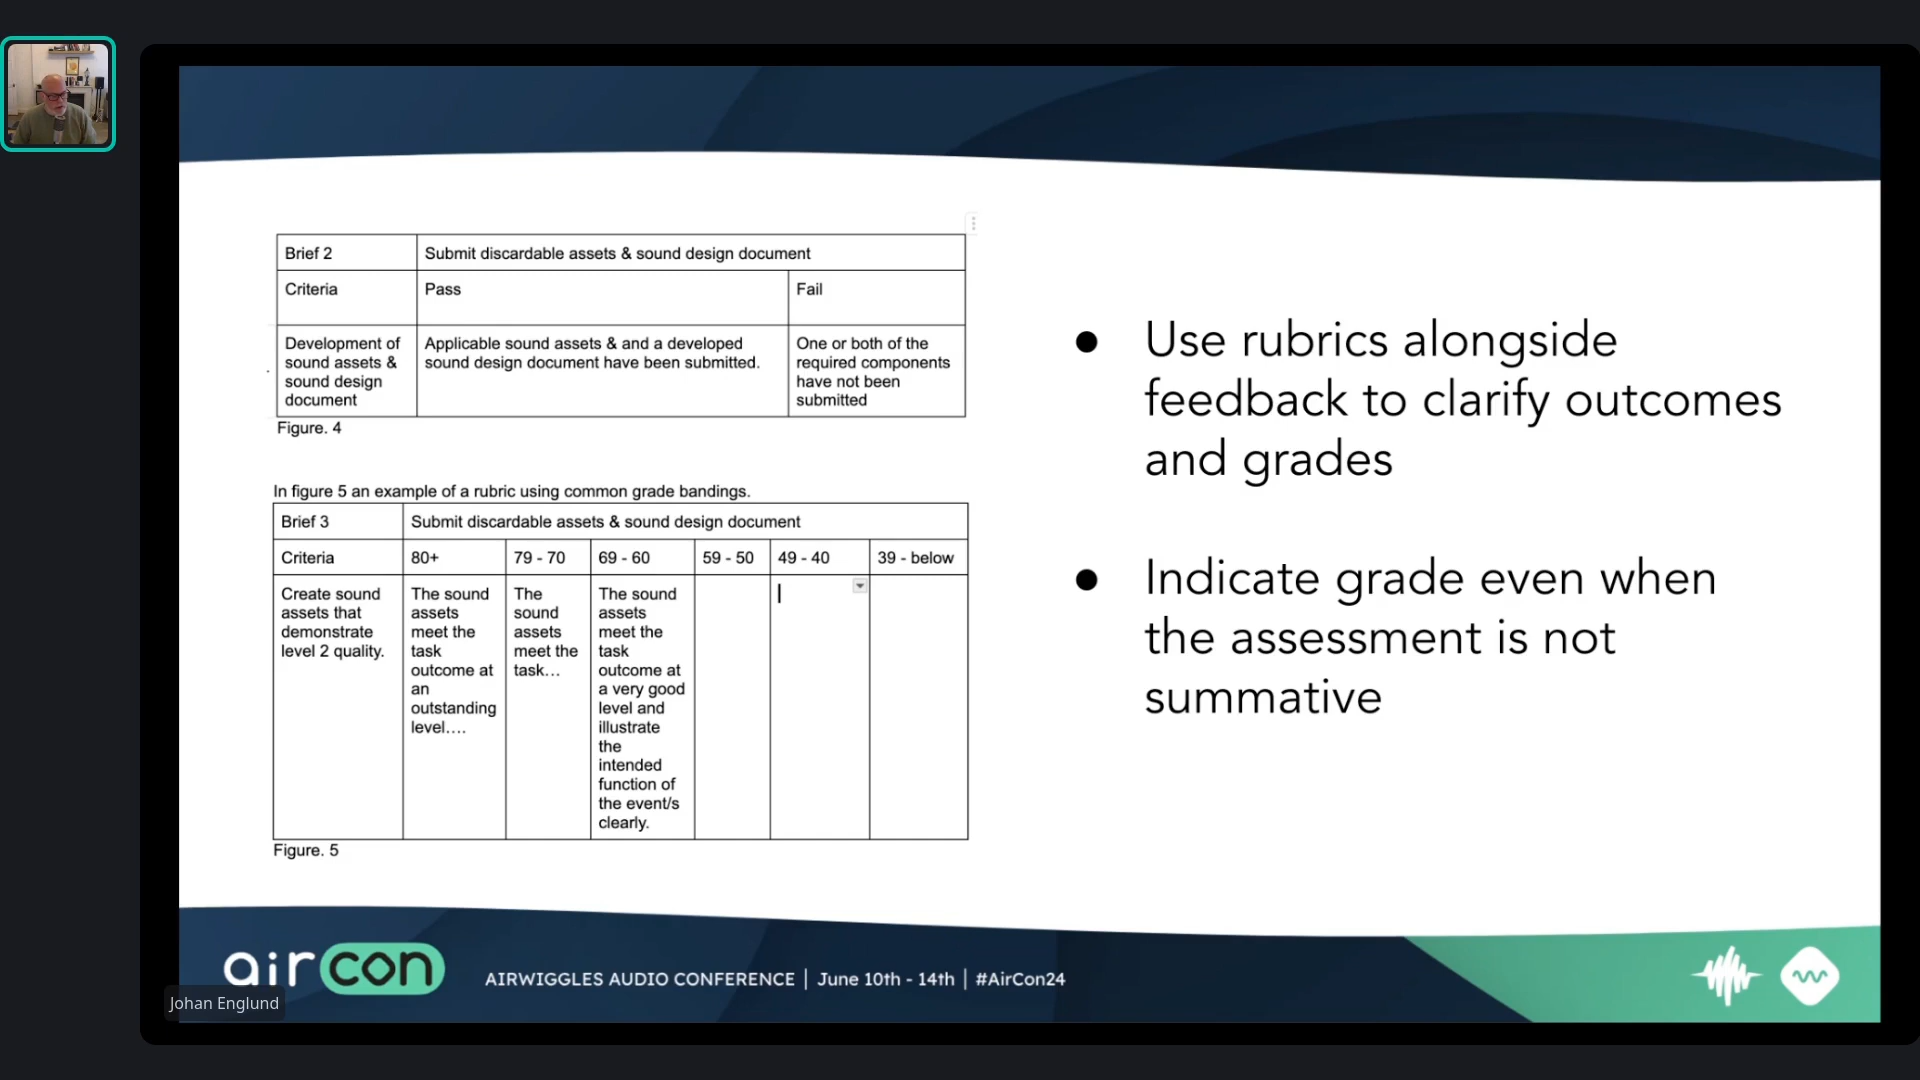 Brief 2
Submit discardable assets & sound design document
Criteria
Pass
Fail
Development of
sound assets &
sound design
document
Applicable sound assets & and a developed
sound design document have been submitted.
One or both of the
required components
have not been
submitted
Figure. 4
In figure 5 an example of a rubric using common grade bandings.
Brief 3
Submit discardable assets & sound design document
Criteria
80+
79 - 70
69 - 60
59 - 50
49 - 40
39 - below
Create sound
assets that
demonstrate
level 2 quality.
The sound
assets
meet the
task
outcome at
an
outstanding
level....
The
sound
assets
meet the
task...
The sound
assets
meet the
task
outcome at
a very good
level and
illustrate
the
intended
function of
the event/s
clearly.
Figure. 5
● Use rubrics alongside
feedback to clarify outcomes
and grades
● Indicate grade even when
the assessment is not
summative
aircon
AIRWIGGLES AUDIO CONFERENCE | June 10th - 14th | #AirCon24
Johan Englund